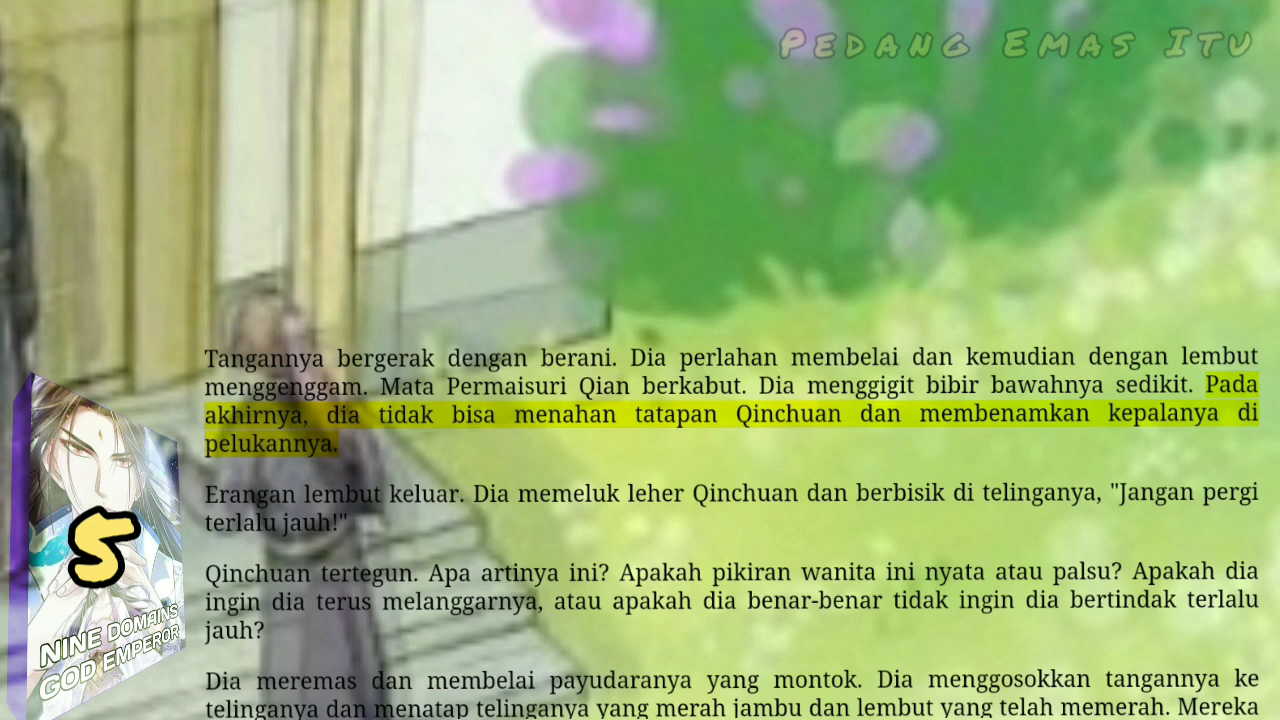 Pedang Emas Itu
Tangannya bergerak dengan berani. Dia perlahan membelai dan kemudian dengan lembut
menggenggam. Mata Permaisuri Qian berkabut. Dia menggigit bibir bawahnya sedikit. Pada
akhirnya, dia tidak bisa menahan tatapan Qinchuan dan membenamkan kepalanya di
pelukannya.
Erangan lembut keluar. Dia memeluk leher Qinchuan dan berbisik di telinganya, "Jangan pergi
terlalu jauh!"
Qinchuan tertegun. Apa artinya ini? Apakah pikiran wanita ini nyata atau palsu? Apakah dia
ingin dia terus melanggarnya, atau apakah dia benar-benar tidak ingin dia bertindak terlalu
jauh?
Dia meremas dan membelai payudaranya yang montok. Dia menggosokkan tangannya ke
telinganya dan menatap telinganya yang merah jambu dan lembut yang telah memerah. Mereka
5
NINE DOMAINS
GOD EMPEROR